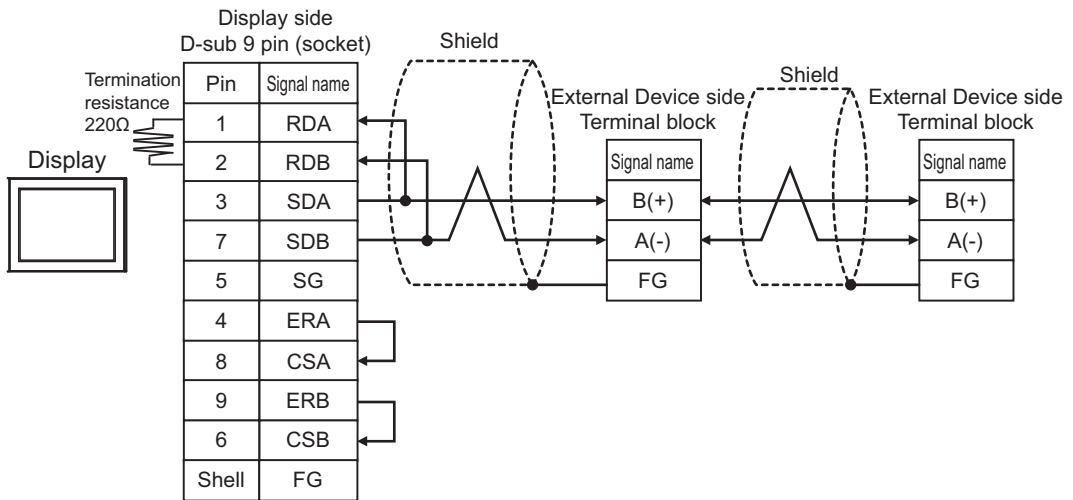 Display side
D-sub 9 pin (socket)
Shield
Termination
resistance
220Ω
Display
Pin Signal name
1 RDA
2 RDB
3 SDA
7 SDB
5 SG
4 ERA
8 CSA
9 ERB
6 CSB
Shell FG
External Device side
Terminal block
Signal name
B(+)
A(-)
FG
Shield
External Device side
Terminal block
Signal name
B(+)
A(-)
FG